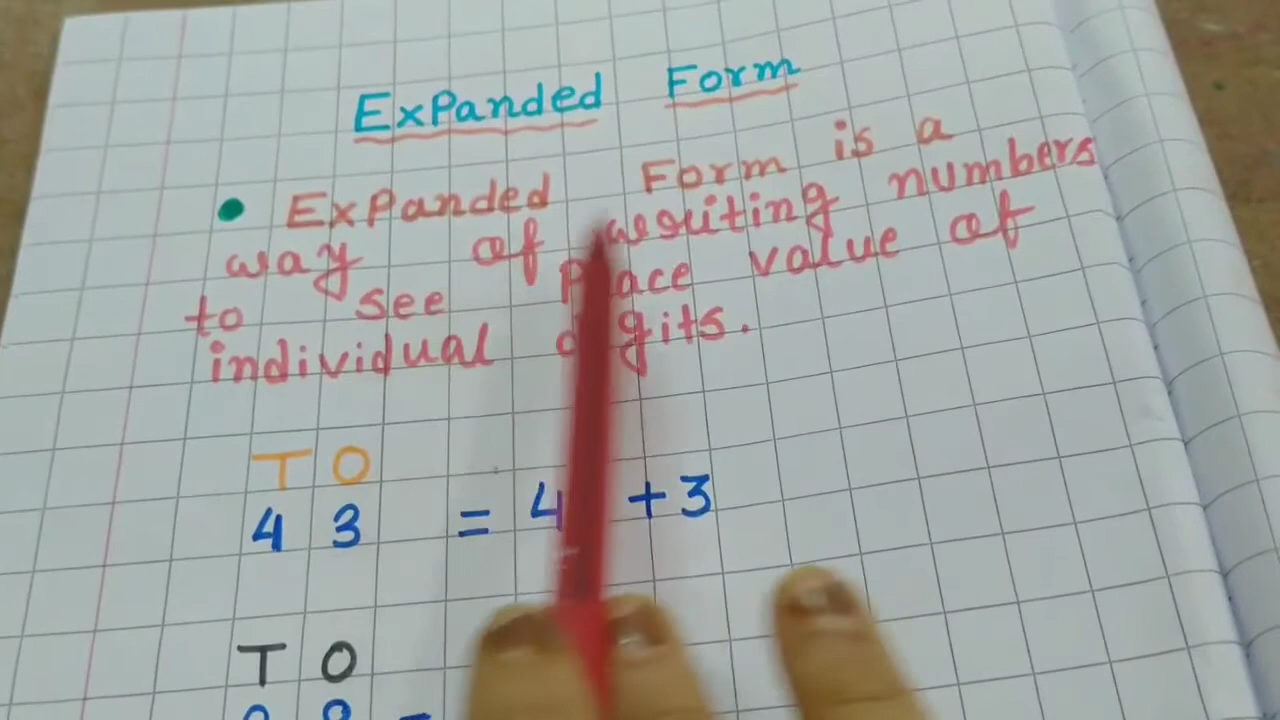 Expanded Form
• Expanded Form is a
way of writing numbers
to see place value of
individual digits.
T O
4 3 = 4 + 3
T O